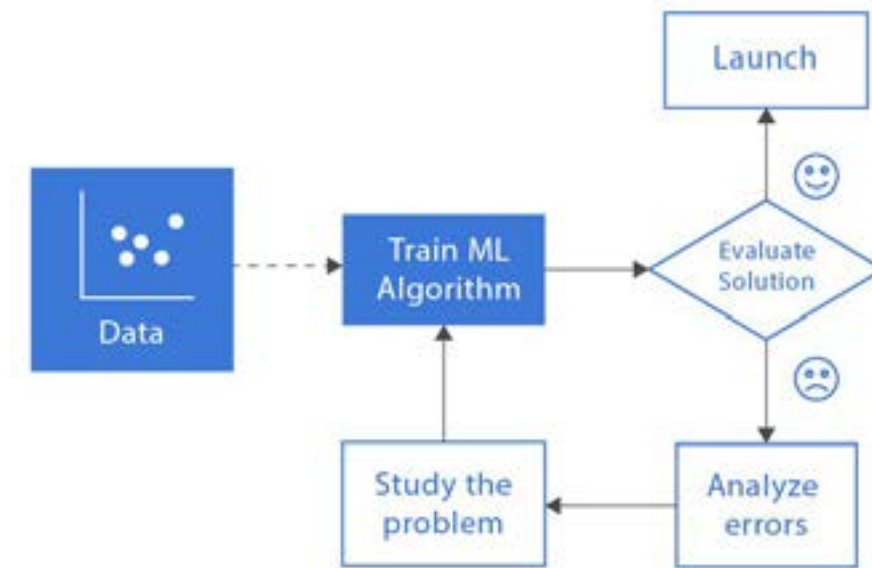 Launch
Data
Train ML
Algorithm
Evaluate
Solution
Study the
problem
Analyze
errors